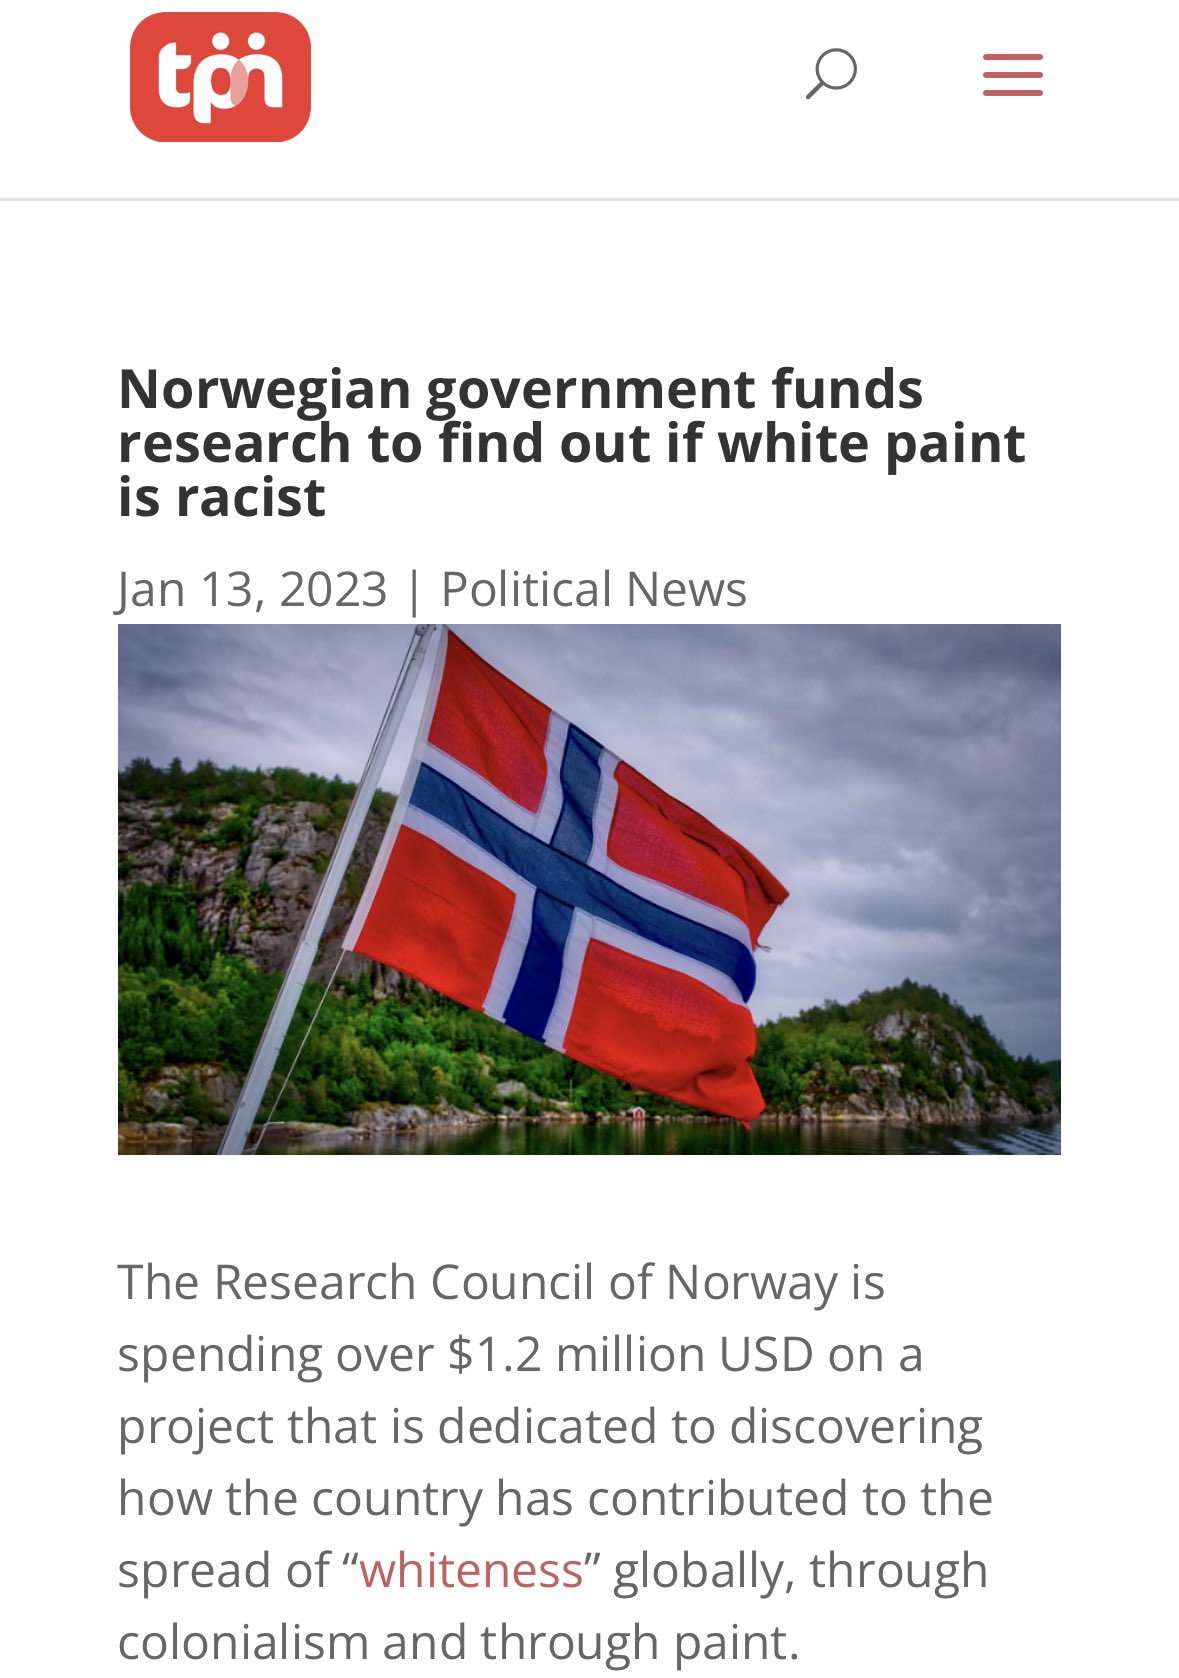 tpn
Norwegian government funds
research to find out if white paint
is racist
Jan 13, 2023 | Political News
The Research Council of Norway is
spending over $1.2 million USD on a
project that is dedicated to discovering
how the country has contributed to the
spread of “whiteness” globally, through
colonialism and through paint.